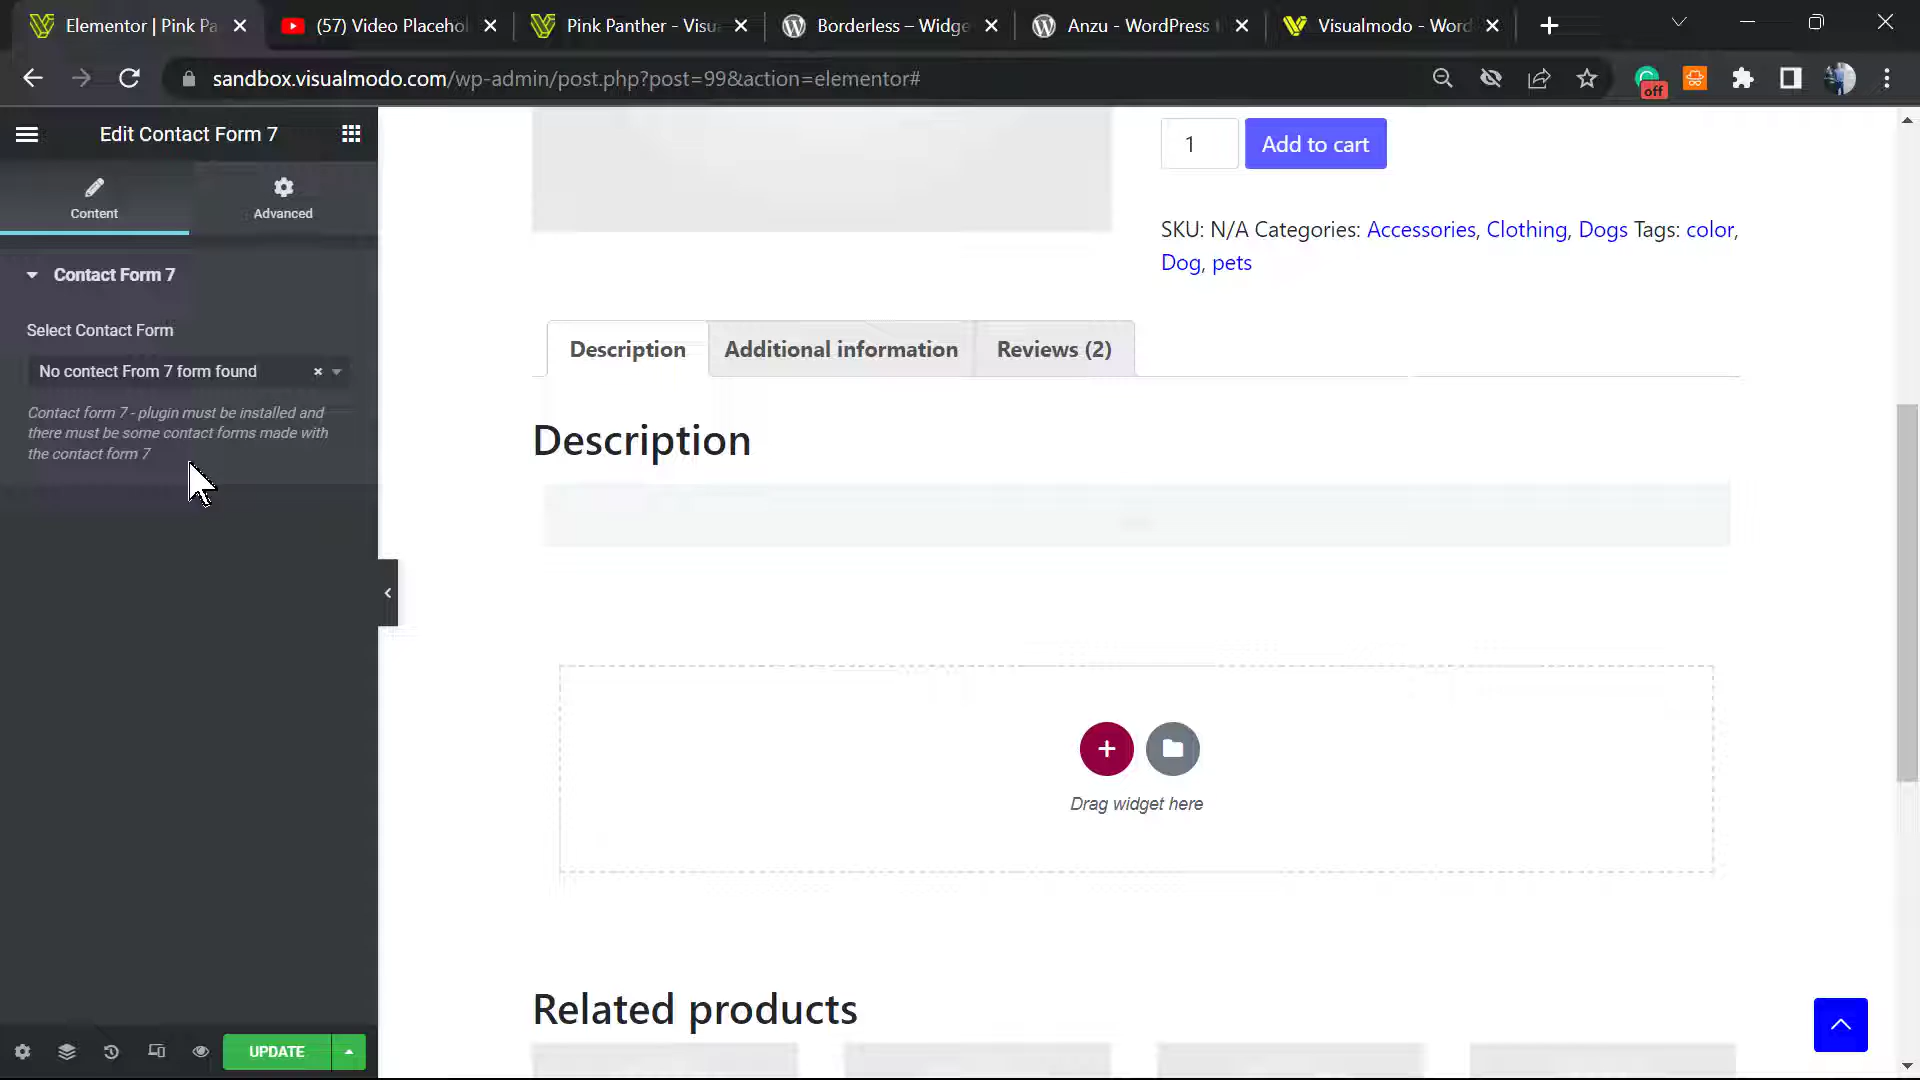 Elementor | Pink Pa
(57) Video Placehol
Pink Panther - Visu
Borderless – Widge
Anzu - WordPress
Visualmodo - Word
sandbox.visualmodo.com/wp-admin/post.php?post=99&action=elementor#
off
Edit Contact Form 7
Content
Advanced
Contact Form 7
Select Contact Form
No contect From 7 form found
Contact form 7 - plugin must be installed and
there must be some contact forms made with
the contact form 7
UPDATE
1
Add to cart
SKU: N/A Categories: Accessories, Clothing, Dogs Tags: color,
Dog, pets
Description
Additional information
Reviews (2)
Description
Drag widget here
Related products